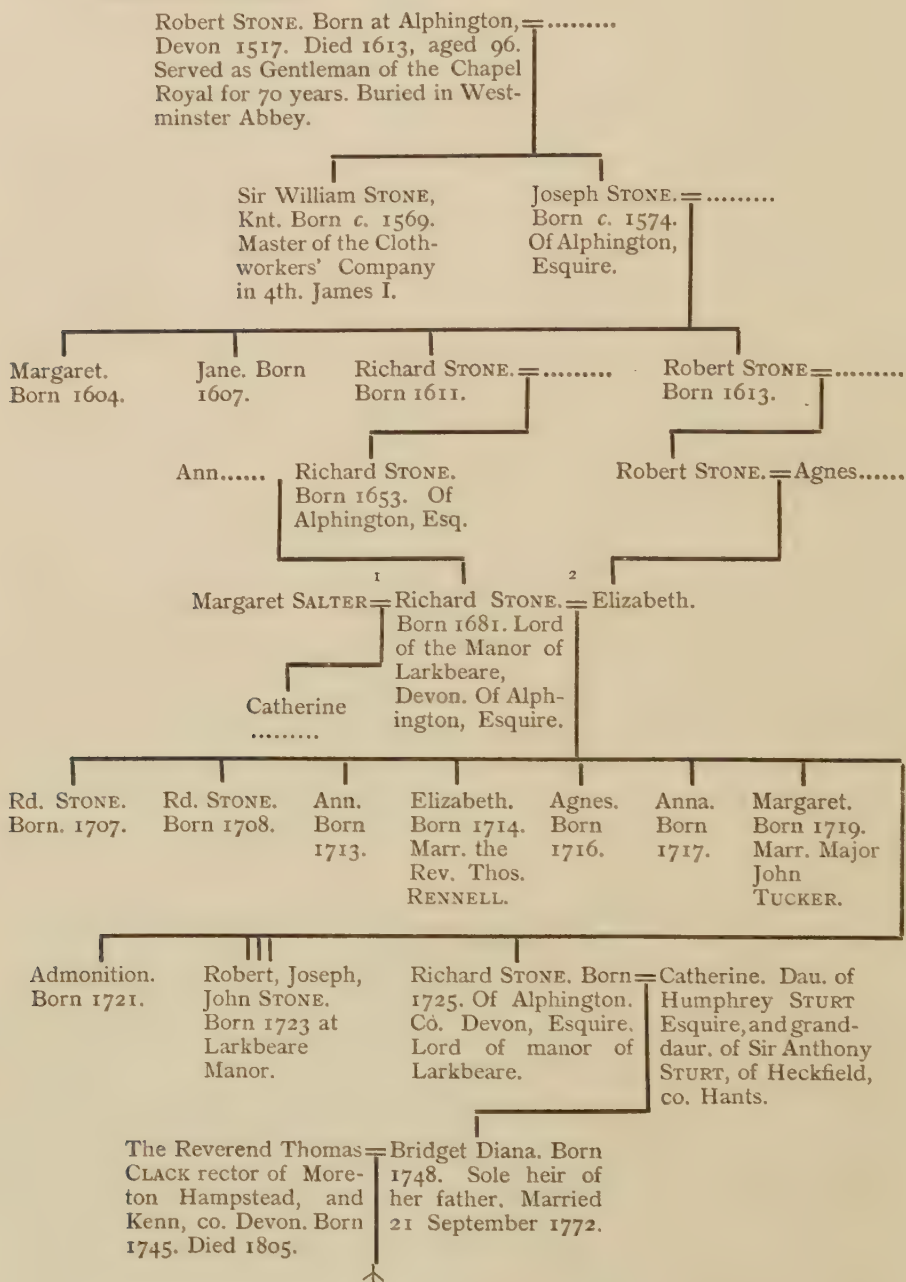 Robert STONE. Born at Alphington, = .........
Devon 1517. Died 1613, aged 96.
Served as Gentleman of the Chapel
Royal for 70 years. Buried in West-
minster Abbey.
Sir William STONE,
Knt. Born c. 1569.
Master of the Cloth-
workers' Company
in 4th. James I.
Joseph STONE. = .........
Born c. 1574.
Of Alphington,
Esquire.
Margaret.
Born 1604.
Jane. Born
1607.
Richard STONE. = .........
Born 1611.
Robert STONE = .........
Born 1613.
Ann......
Richard STONE.
Born 1653. Of
Alphington, Esq.
Robert STONE. = Agnes......
1 2
Margaret SALTER = Richard STONE. = Elizabeth.
Born 1681. Lord
of the Manor of
Larkbeare,
Devon. Of Alph-
ington, Esquire.
Catherine
.........
Rd. STONE.
Born. 1707.
Rd. STONE.
Born 1708.
Ann.
Born
1713.
Elizabeth.
Born 1714.
Marr. the
Rev. Thos.
RENNELL.
Agnes.
Born
1716.
Anna.
Born
1717.
Margaret.
Born 1719.
Marr. Major
John
TUCKER.
Admonition.
Born 1721.
Robert, Joseph,
John STONE.
Born 1723 at
Larkbeare
Manor.
Richard STONE. Born =
1725. Of Alphington.
Co. Devon, Esquire.
Lord of manor of
Larkbeare.
Catherine. Dau. of
Humphrey STURT
Esquire, and grand-
daur. of Sir Anthony
STURT, of Heckfield,
co. Hants.
The Reverend Thomas =
CLACK rector of More-
ton Hampstead, and
Kenn, co. Devon. Born
1745. Died 1805.
Bridget Diana. Born
1748. Sole heir of
her father. Married
21 September 1772.